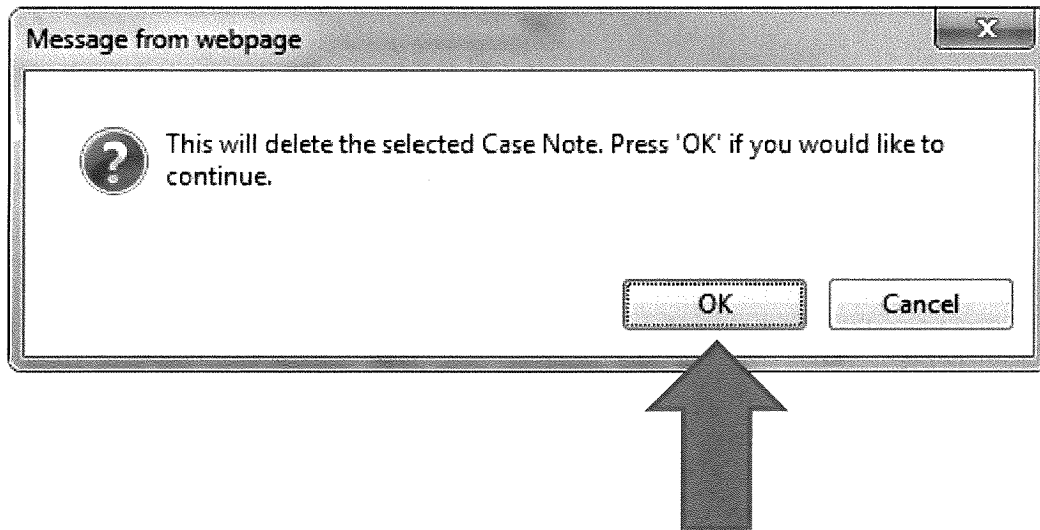 Message from webpage
X
This will delete the selected Case Note. Press 'OK' if you would like to
continue.
OK
Cancel